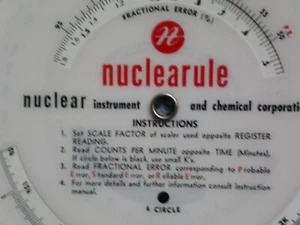 FRACTIONAL ERROR (%)
n
nuclearule
nuclear instrument and chemical corporati
INSTRUCTIONS
1. Set SCALE FACTOR of scaler used opposite REGISTER
READING.
2. Read COUNTS PER MINUTE opposite TIME (Minutes).
If circle below is black, use small K's.
3. Read FRACTIONAL ERROR corresponding to Probable
Error, Standard Error, or Reliable Error.
4. For more details and further information consult instruction
manual.
CIRCLE